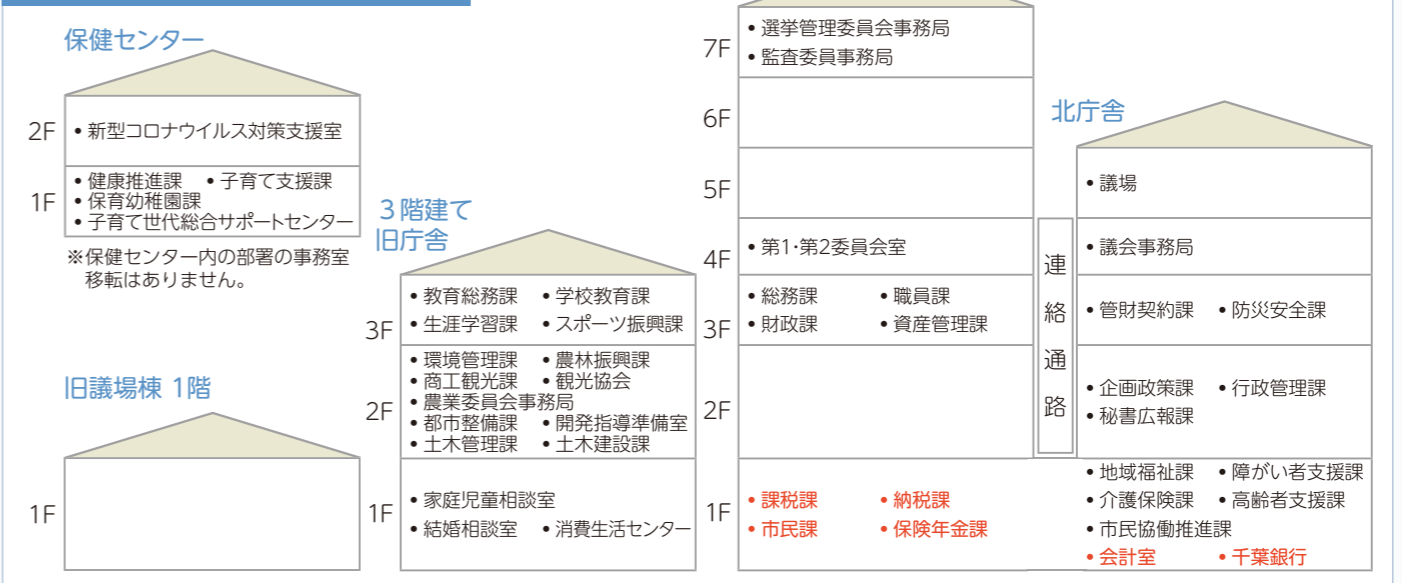 保健センター
2F
• 新型コロナウイルス対策支援室
1F
• 健康推進課 • 子育て支援課
• 保育幼稚園課
• 子育て世代総合サポートセンター
※保健センター内の部署の事務室
移転はありません。
旧議場棟 1階
1F
3階建て
旧庁舎
3F
• 教育総務課 • 学校教育課
• 生涯学習課 • スポーツ振興課
2F
• 環境管理課 • 農林振興課
• 商工観光課 • 観光協会
• 農業委員会事務局
• 都市整備課 • 開発指導準備室
• 土木管理課 • 土木建設課
1F
• 家庭児童相談室
• 結婚相談室 • 消費生活センター
7F
• 選挙管理委員会事務局
• 監査委員事務局
6F
5F
4F
• 第1・第2委員会室
3F
• 総務課 • 職員課
• 財政課 • 資産管理課
2F
1F
• 課税課 • 納税課
• 市民課 • 保険年金課
連絡通路
北庁舎
• 議場
• 議会事務局
• 管財契約課 • 防災安全課
• 企画政策課 • 行政管理課
• 秘書広報課
• 地域福祉課 • 障がい者支援課
• 介護保険課 • 高齢者支援課
• 市民協働推進課
• 会計室 • 千葉銀行